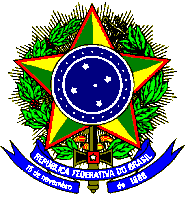 REPÚBLICA FEDERATIVA DO BRASIL
15 de novembro de 1889